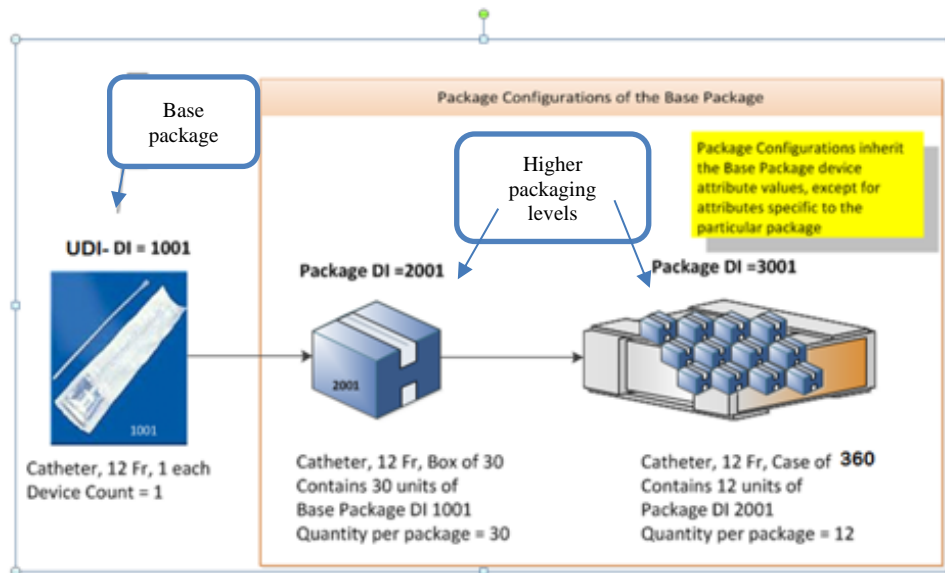 Base
package
Package Configurations of the Base Package
Higher
packaging
levels
Package Configurations inherit
the Base Package device
attribute values, except for
attributes specific to the
particular package
UDI- DI = 1001
Package DI =2001
Package DI =3001
1001
2001
Catheter, 12 Fr, 1 each
Device Count = 1
Catheter, 12 Fr, Box of 30
Contains 30 units of
Base Package DI 1001
Quantity per package = 30
Catheter, 12 Fr, Case of 360
Contains 12 units of
Package DI 2001
Quantity per package = 12